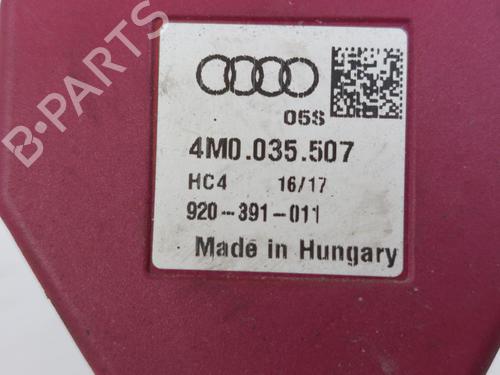 05S
4M0.035.507
HC4 16/17
920-391-011
Made in Hungary
B-PARTS